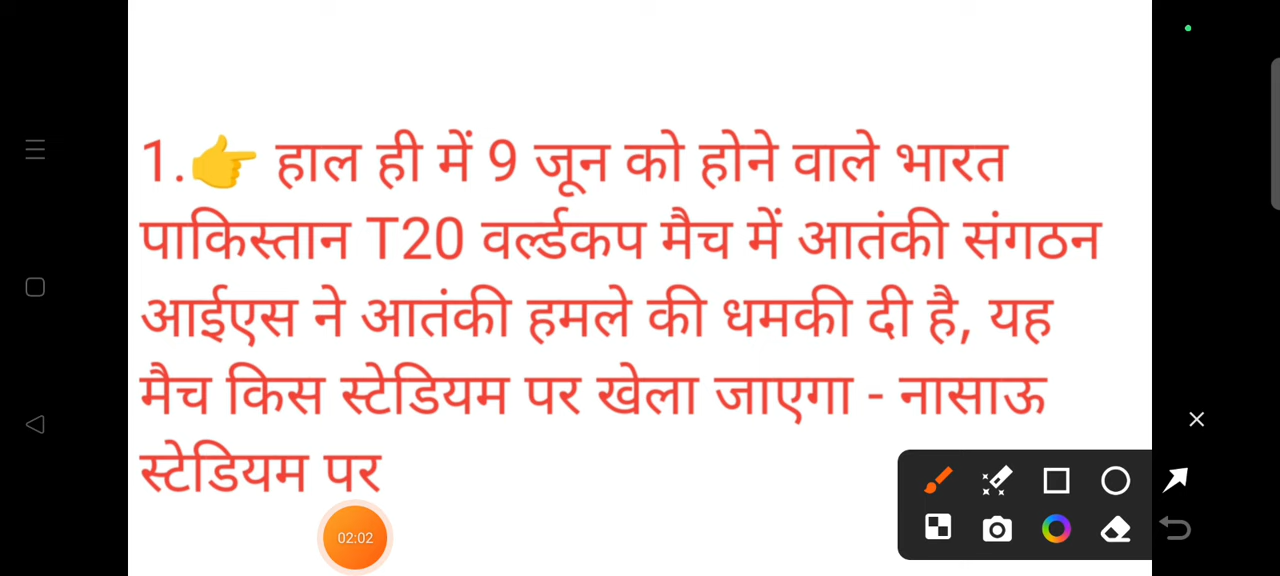 1.👉 हाल ही में 9 जून को होने वाले भारत
पाकिस्तान T20 वर्ल्डकप मैच में आतंकी संगठन
आईएस ने आतंकी हमले की धमकी दी है, यह
मैच किस स्टेडियम पर खेला जाएगा - नासाऊ
स्टेडियम पर
02:02